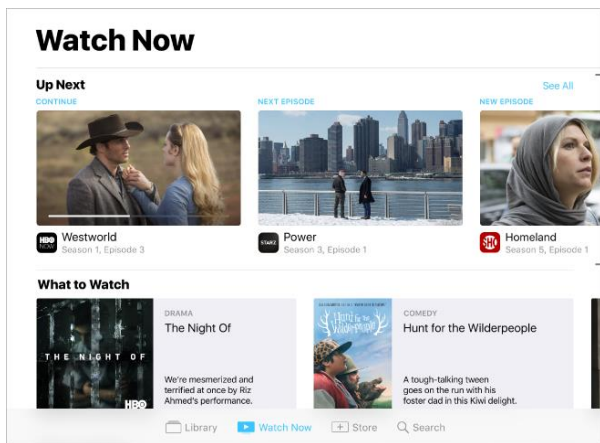 Watch Now
Up Next
See All
CONTINUE
NEXT EPISODE
NEW EPISODE
HBO NOW
Westworld
Season 1, Episode 3
STARZ
Power
Season 3, Episode 1
SHO
Homeland
Season 5, Episode 1
What to Watch
THE NIGHT OF
HBO
DRAMA
The Night Of
We're mesmerized and
terrified at once by Riz
Ahmed's performance.
Hunt for the
Wilderpeople
COMEDY
Hunt for the Wilderpeople
A tough-talking tween
goes on the run with his
foster dad in this Kiwi delight.
Library
Watch Now
Store
Search